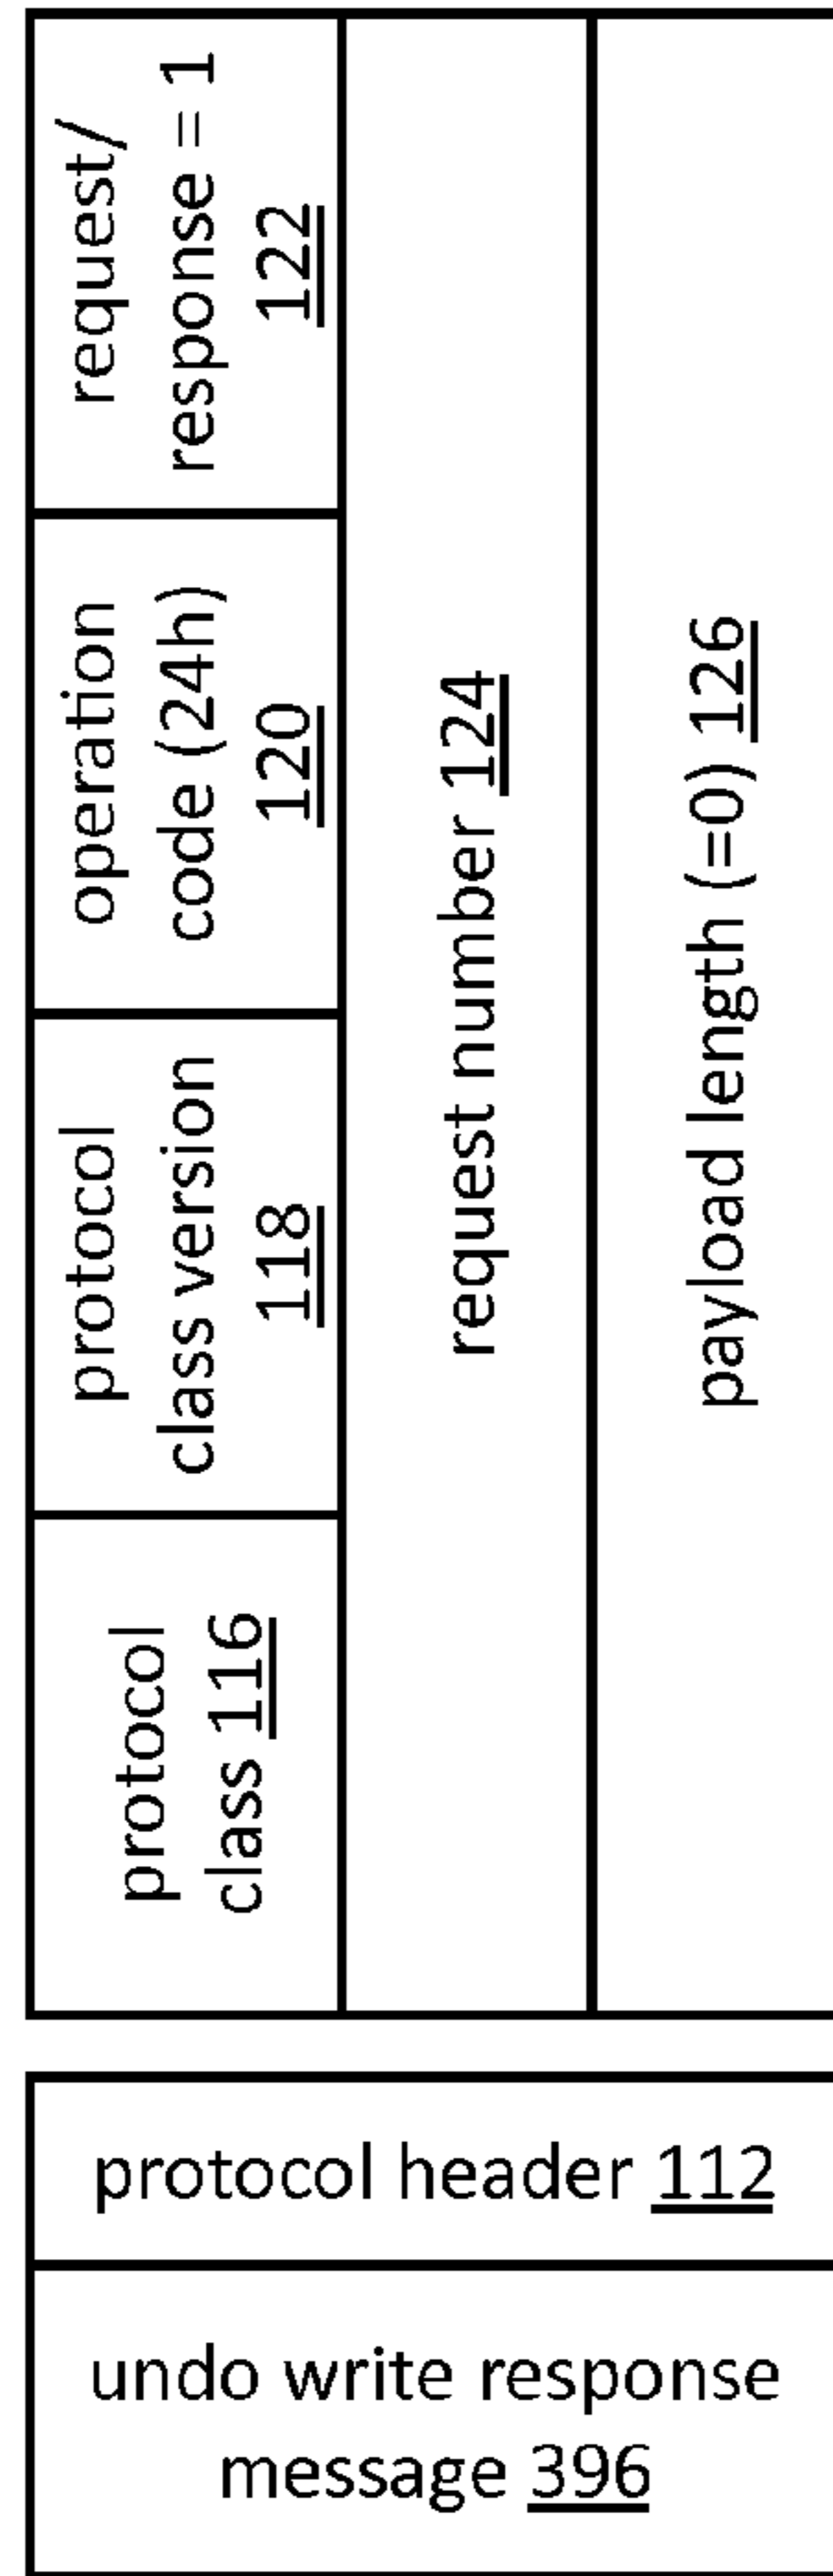 protocol
class 116
protocol
class version
118
operation
code (24h)
120
request/
response = 1
122
request number 124
payload length (=0) 126
protocol header 112
undo write response
message 396